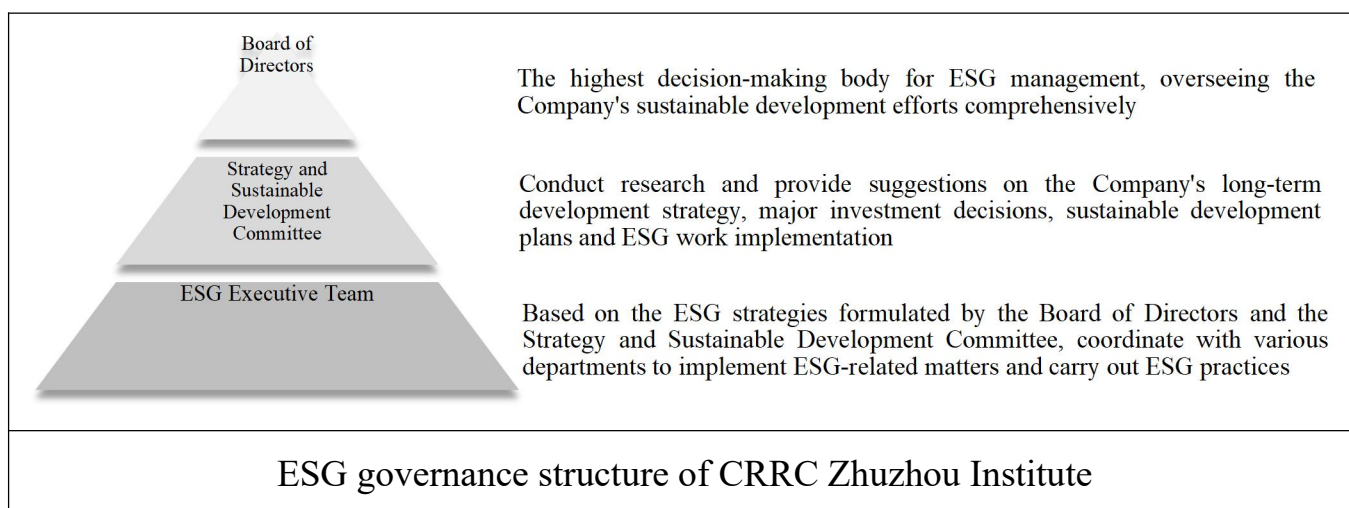 Board of
Directors
The highest decision-making body for ESG management, overseeing the
Company's sustainable development efforts comprehensively
Strategy and
Sustainable
Development
Committee
Conduct research and provide suggestions on the Company's long-term
development strategy, major investment decisions, sustainable development
plans and ESG work implementation
ESG Executive Team
Based on the ESG strategies formulated by the Board of Directors and the
Strategy and Sustainable Development Committee, coordinate with various
departments to implement ESG-related matters and carry out ESG practices
ESG governance structure of CRRC Zhuzhou Institute